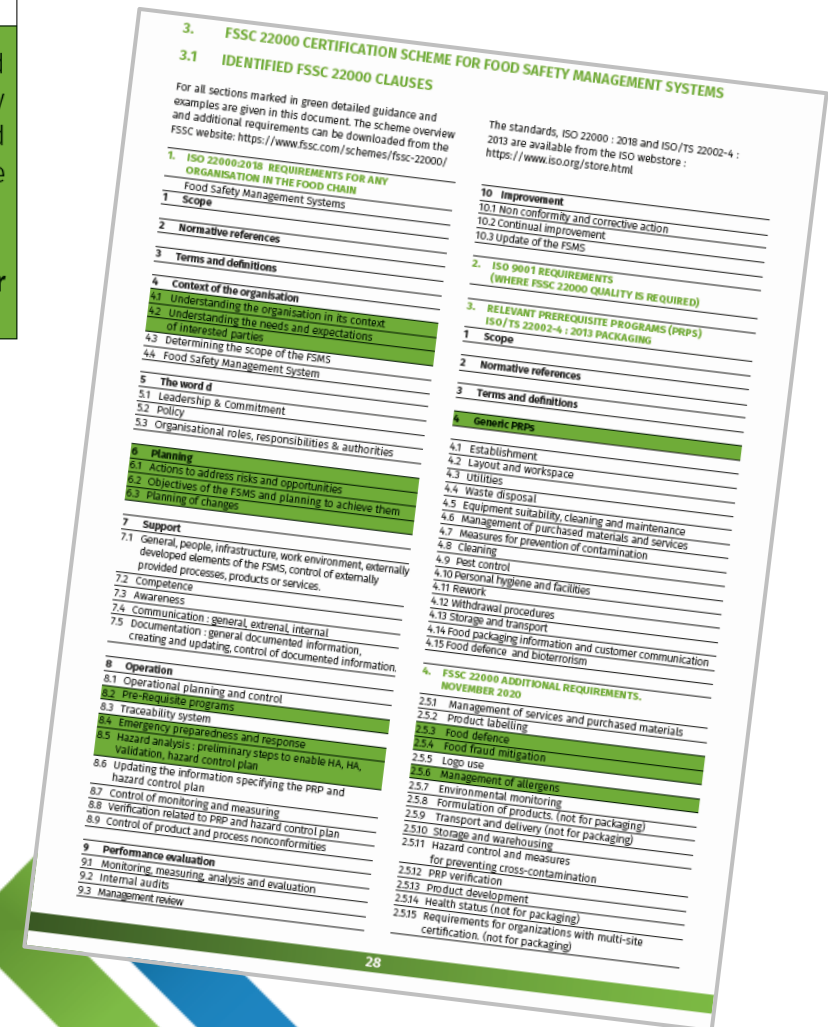 d
y
d
e
r
3. FSSC 22000 CERTIFICATION SCHEME FOR FOOD SAFETY MANAGEMENT SYSTEMS
3.1 IDENTIFIED FSSC 22000 CLAUSES
For all sections marked in green detailed guidance and
examples are given in this document. The scheme overview
and additional requirements can be downloaded from the
FSSC website: https://www.fssc.com/schemes/fssc-22000/
1. ISO 22000:2018 REQUIREMENTS FOR ANY
ORGANISATION IN THE FOOD CHAIN
Food Safety Management Systems
1 Scope
2 Normative references
3 Terms and definitions
4 Context of the organisation
4.1 Understanding the organisation in its context
4.2 Understanding the needs and expectations
of interested parties
4.3 Determining the scope of the FSMS
4.4 Food Safety Management System
5 The word d
5.1 Leadership & Commitment
5.2 Policy
5.3 Organisational roles, responsibilities & authorities
6 Planning
6.1 Actions to address risks and opportunities
6.2 Objectives of the FSMS and planning to achieve them
6.3 Planning of changes
7 Support
7.1 General, people, infrastructure, work environment, externally
developed elements of the FSMS, control of externally
provided processes, products or services.
7.2 Competence
7.3 Awareness
7.4 Communication : general, extrenal, internal
7.5 Documentation : general documented information,
creating and updating, control of documented information.
8 Operation
8.1 Operational planning and control
8.2 Pre-Requisite programs
8.3 Traceability system
8.4 Emergency preparedness and response
8.5 Hazard analysis : preliminary steps to enable HA, HA,
Validation, hazard control plan
8.6 Updating the information specifying the PRP and
hazard control plan
8.7 Control of monitoring and measuring
8.8 Verification related to PRP and hazard control plan
8.9 Control of product and process nonconformities
9 Performance evaluation
9.1 Monitoring, measuring, analysis and evaluation
9.2 Internal audits
9.3 Management review
The standards, ISO 22000 : 2018 and ISO/TS 22002-4 :
2013 are available from the ISO webstore :
https://www.iso.org/store.html
10 Improvement
10.1 Non conformity and corrective action
10.2 Continual improvement
10.3 Update of the FSMS
2. ISO 9001 REQUIREMENTS
(WHERE FSSC 22000 QUALITY IS REQUIRED)
3. RELEVANT PREREQUISITE PROGRAMS (PRPS)
ISO/TS 22002-4 : 2013 PACKAGING
1 Scope
2 Normative references
3 Terms and definitions
4 Generic PRPs
4.1 Establishment
4.2 Layout and workspace
4.3 Utilities
4.4 Waste disposal
4.5 Equipment suitability, cleaning and maintenance
4.6 Management of purchased materials and services
4.7 Measures for prevention of contamination
4.8 Cleaning
4.9 Pest control
4.10 Personal hygiene and facilities
4.11 Rework
4.12 Withdrawal procedures
4.13 Storage and transport
4.14 Food packaging information and customer communication
4.15 Food defence and bioterrorism
4. FSSC 22000 ADDITIONAL REQUIREMENTS.
NOVEMBER 2020
2.5.1 Management of services and purchased materials
2.5.2 Product labelling
2.5.3 Food defence
2.5.4 Food fraud mitigation
2.5.5 Logo use
2.5.6 Management of allergens
2.5.7 Environmental monitoring
2.5.8 Formulation of products. (not for packaging)
2.5.9 Transport and delivery (not for packaging)
2.5.10 Storage and warehousing
2.5.11 Hazard control and measures
for preventing cross-contamination
2.5.12 PRP verification
2.5.13 Product development
2.5.14 Health status (not for packaging)
2.5.15 Requirements for organizations with multi-site
certification. (not for packaging)
28